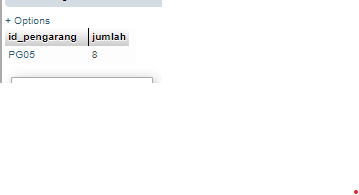 + Options
id_pengarang jumlah
PG05 8